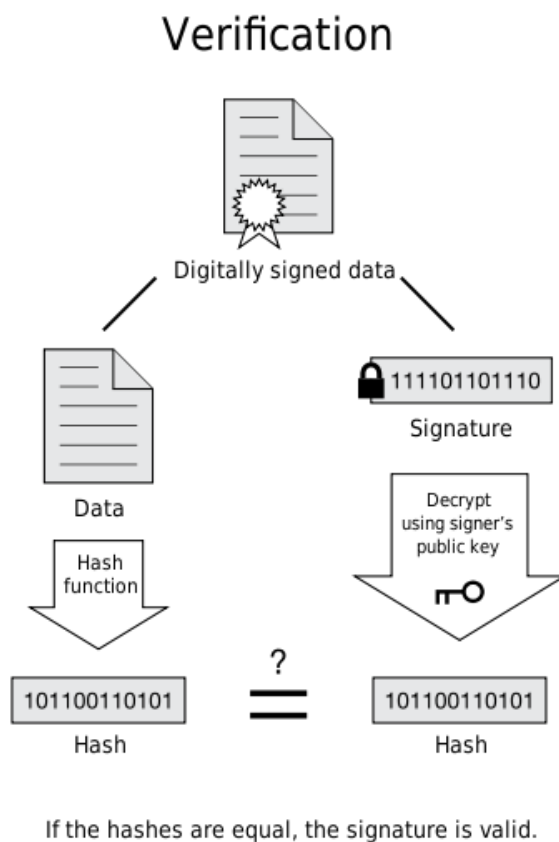 Verification
Digitally signed data
111101101110
Signature
Data
Decrypt
using signer's
public key
Hash
function
?
101100110101
=
101100110101
Hash
Hash
If the hashes are equal, the signature is valid.